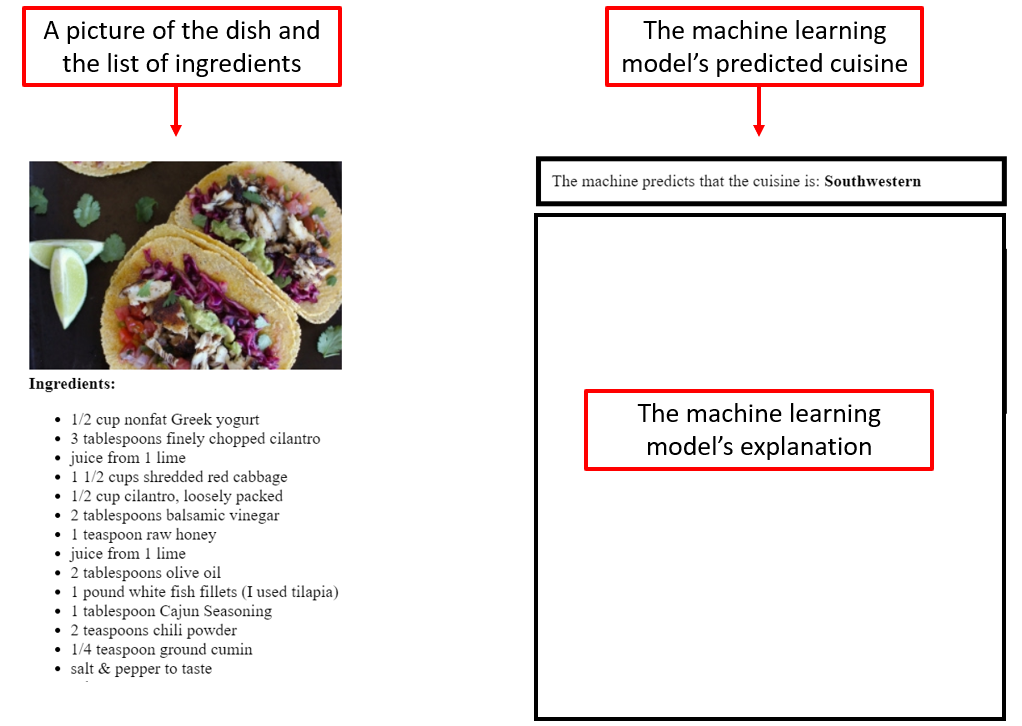 A picture of the dish and
the list of ingredients
The machine learning
model's predicted cuisine
The machine predicts that the cuisine is: Southwestern
Ingredients:
• 1/2 cup nonfat Greek yogurt
• 3 tablespoons finely chopped cilantro
• juice from 1 lime
• 1 1/2 cups shredded red cabbage
• 1/2 cup cilantro, loosely packed
• 2 tablespoons balsamic vinegar
• 1 teaspoon raw honey
• juice from 1 lime
• 2 tablespoons olive oil
• 1 pound white fish fillets (I used tilapia)
• 1 tablespoon Cajun Seasoning
• 2 teaspoons chili powder
• 1/4 teaspoon ground cumin
• salt & pepper to taste
The machine learning
model's explanation